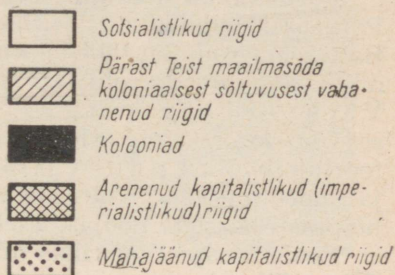 Sotsialistlikud riigid
Pärast Teist maailmasõda
koloniaalsest sõltuvusest vaba-
nenud riigid
Kolooniad
Arenenud kapitalistlikud (impe-
rialistlikud) riigid
Mahajäänud kapitalistlikud riigid